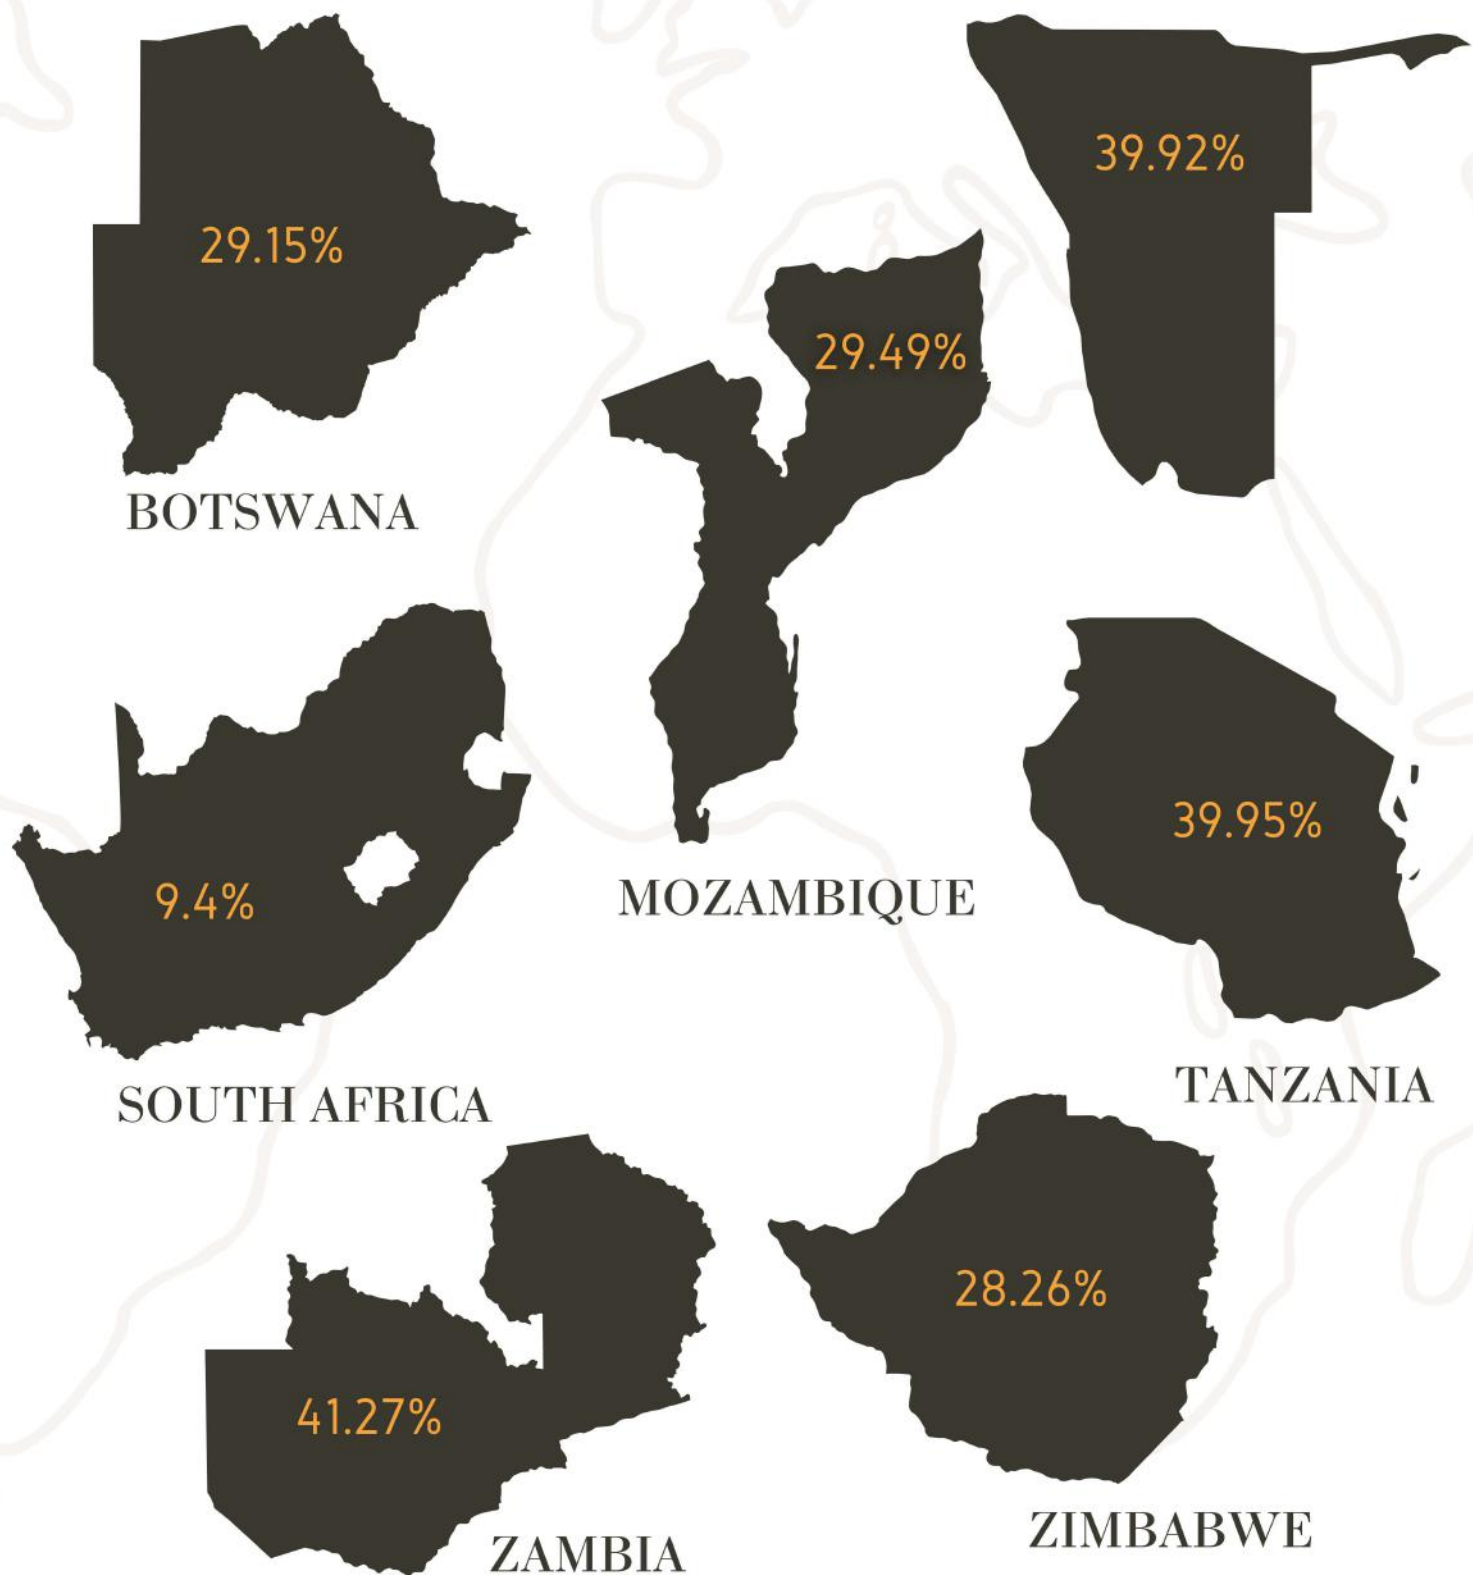 39.92%
29.15%
29.49%
BOTSWANA
39.95%
9.4%
MOZAMBIQUE
TANZANIA
SOUTH AFRICA
28.26%
41.27%
ZIMBABWE
ZAMBIA